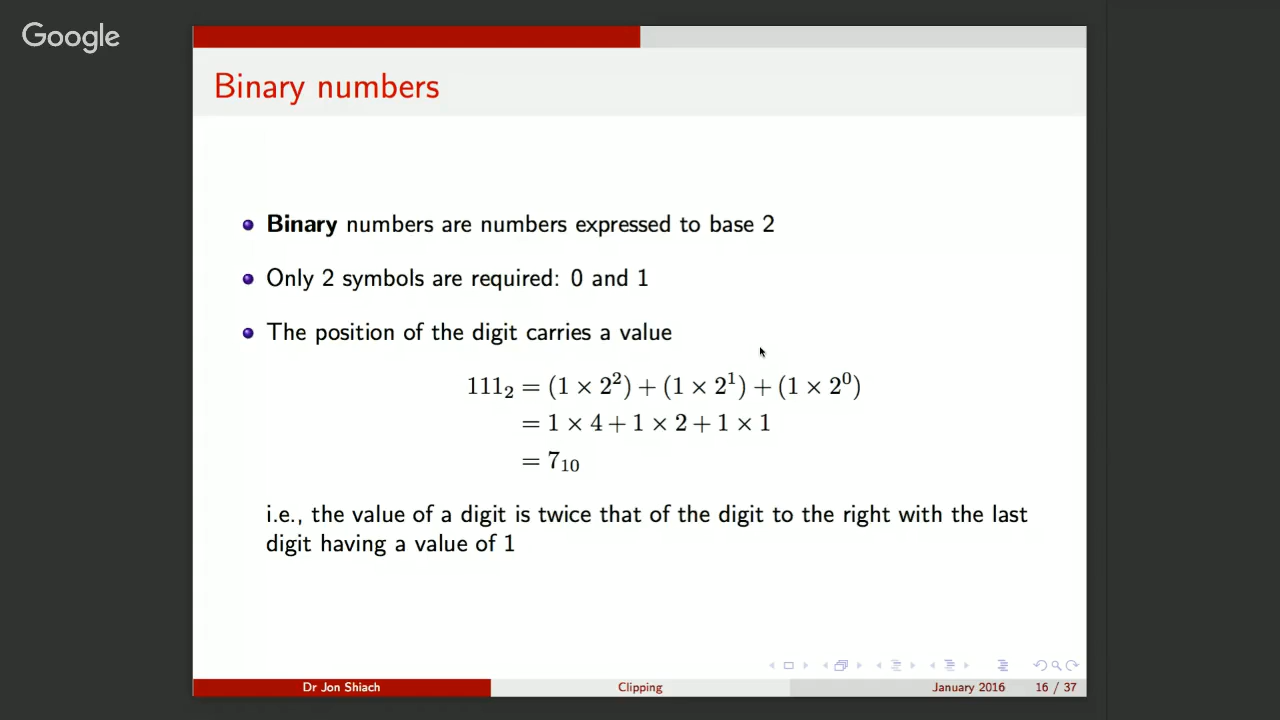 Google
Binary numbers
Binary numbers are numbers expressed to base 2
Only 2 symbols are required: 0 and 1
The position of the digit carries a value
111₂ = (1 × 2²) + (1 × 2¹) + (1 × 2⁰)
= 1 × 4 + 1 × 2 + 1 × 1
= 7₁₀
i.e., the value of a digit is twice that of the digit to the right with the last
digit having a value of 1
Dr Jon Shiach Clipping January 2016 16 / 37